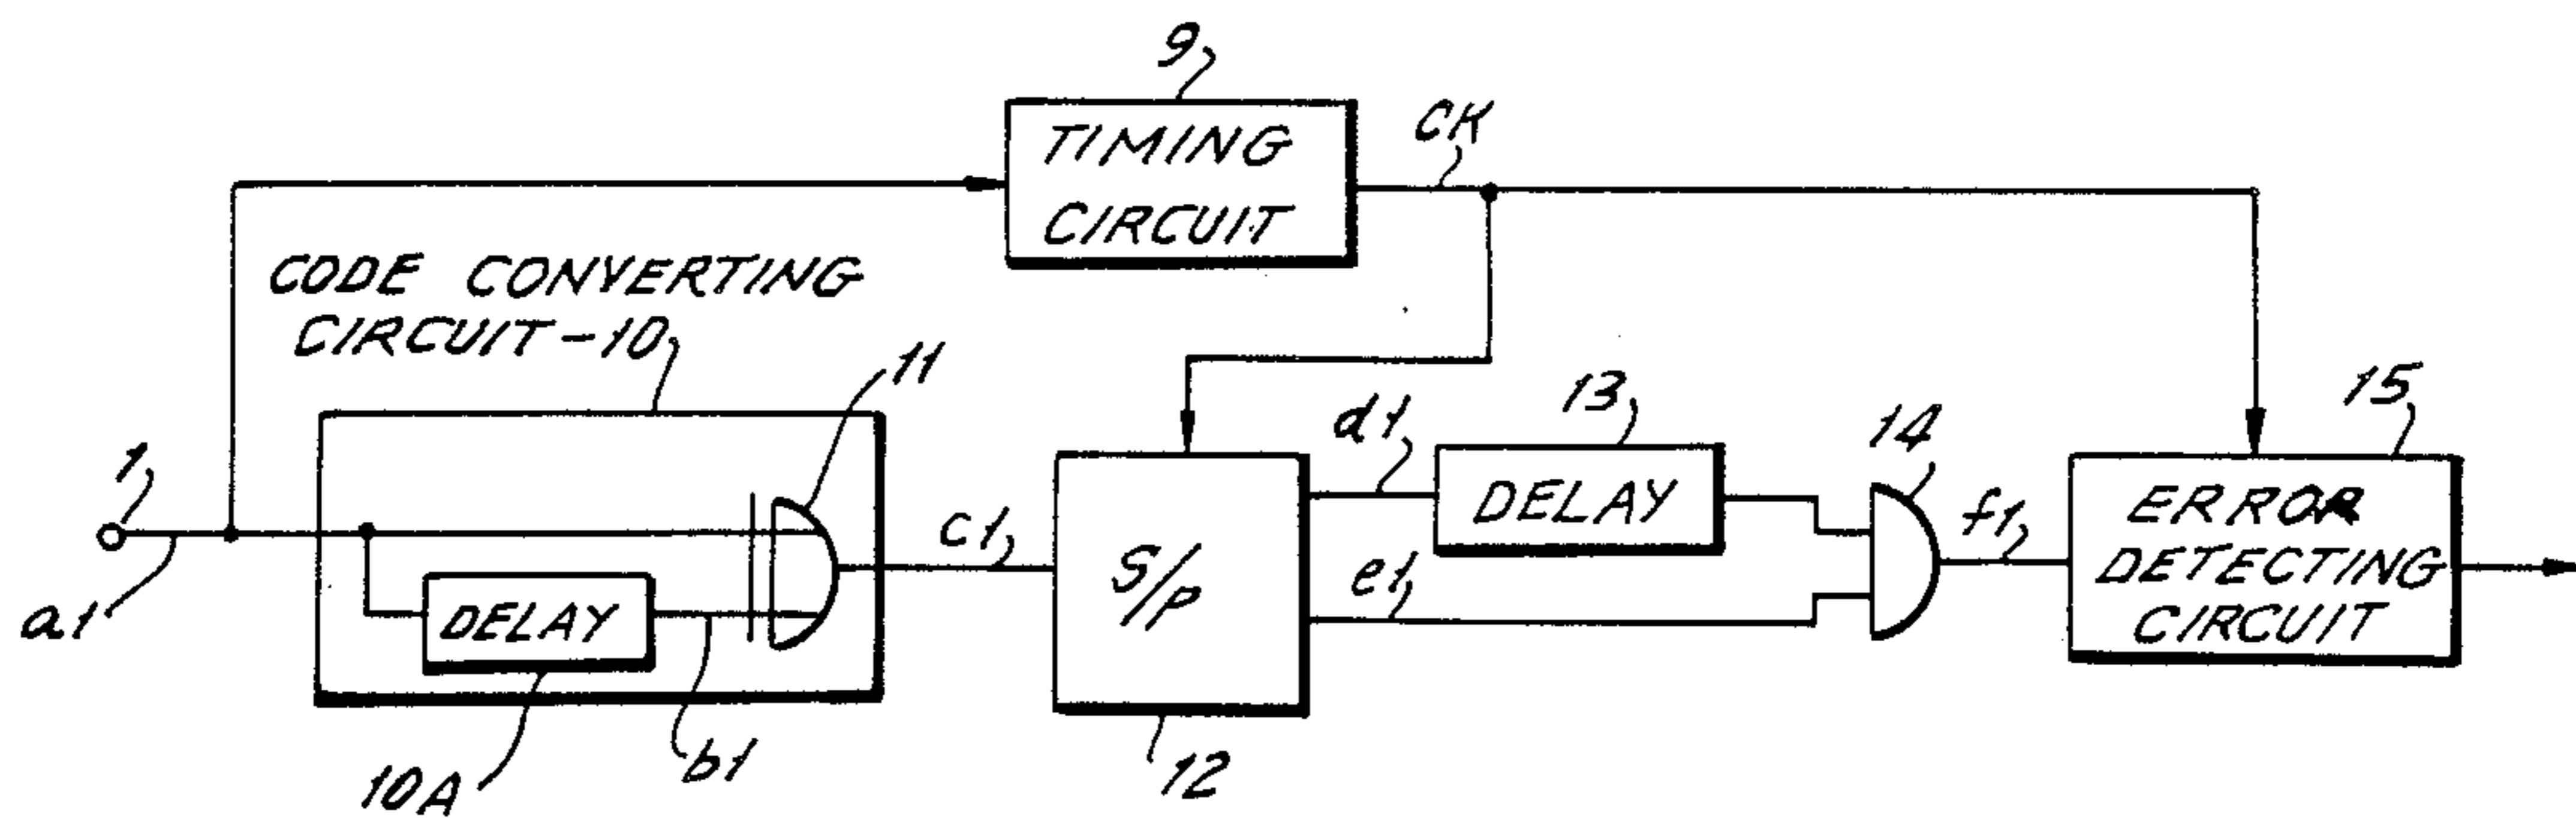 9
TIMING
CIRCUIT
CK
CODE CONVERTING
CIRCUIT-10
11
1
a1
DELAY
10A
b1
c1
S/P
12
d1
13
DELAY
e1
14
f1
15
ERROR
DETECTING
CIRCUIT